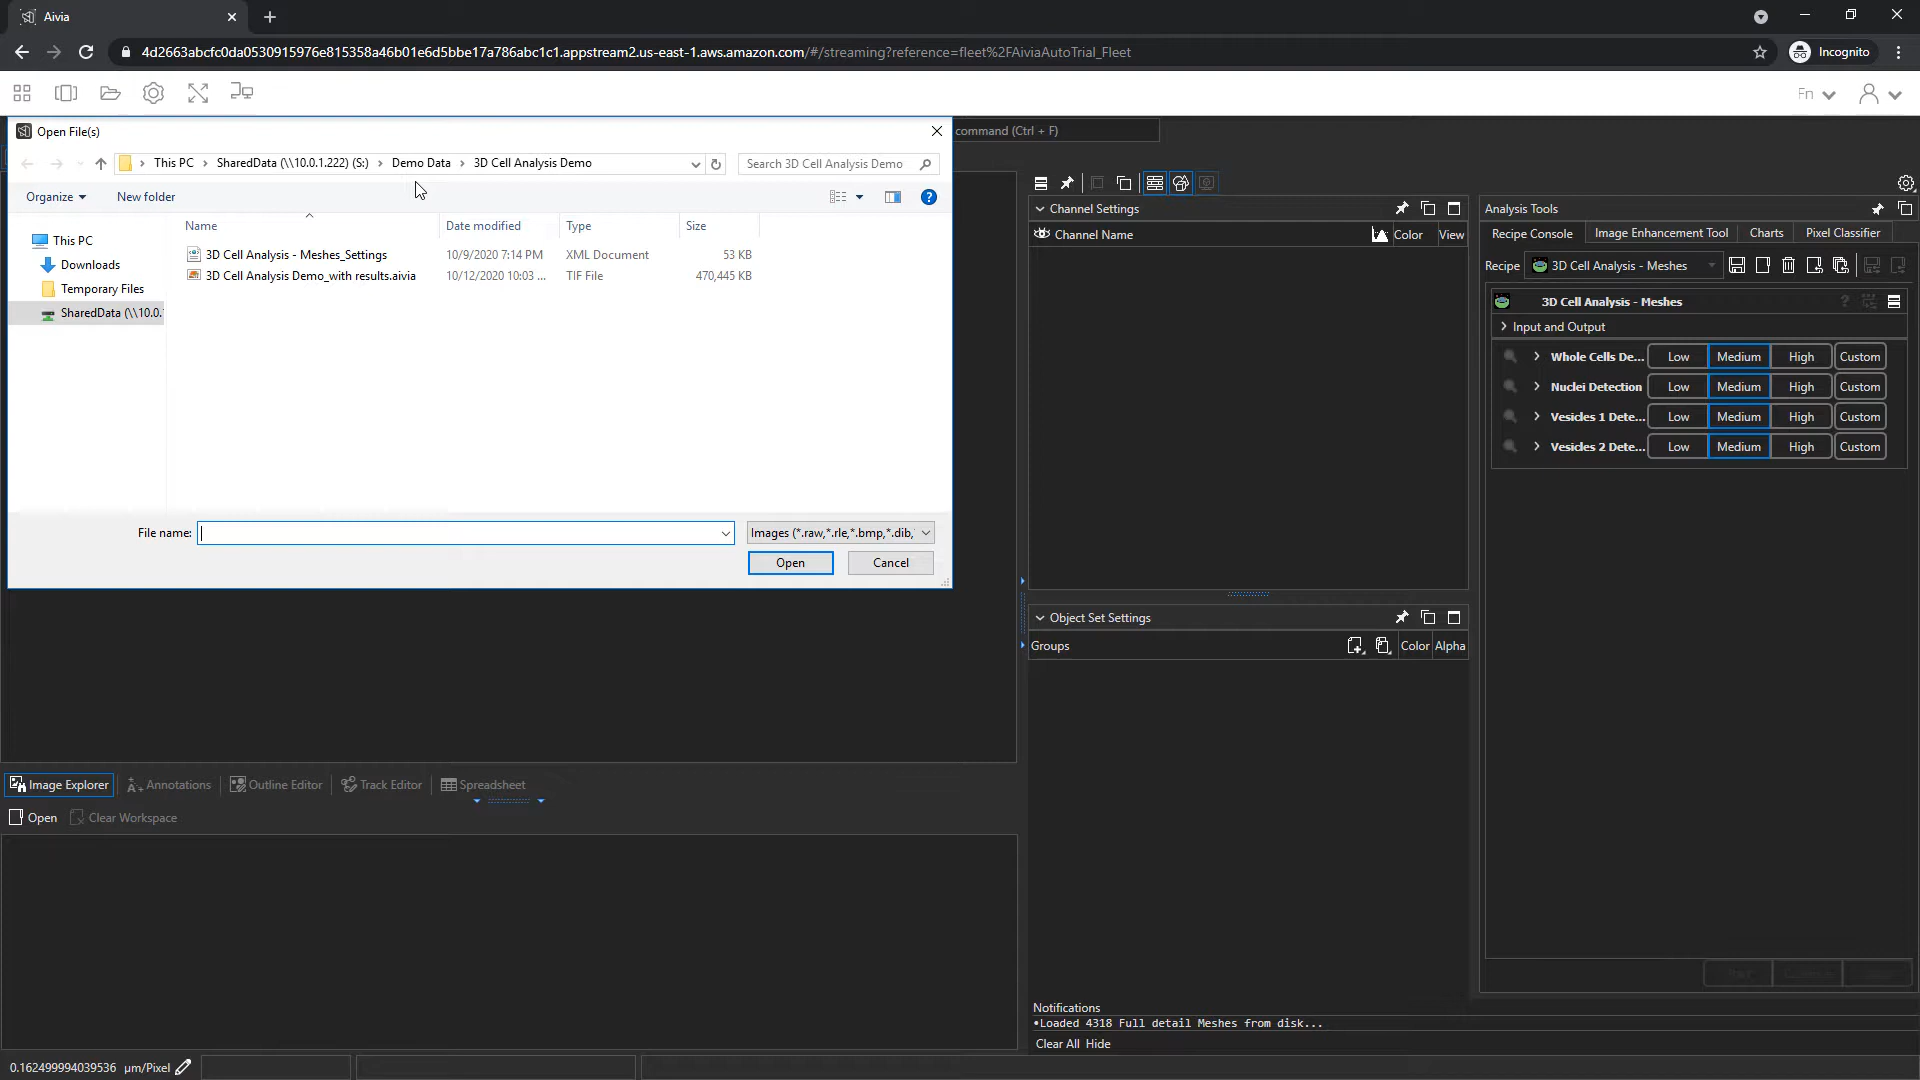 Aivia
4d2663abcfc0da0530915976e815358a46b01e6d5bbe17a786abc1c1.appstream2.us-east-1.aws.amazon.com/#/streaming?reference=fleet%2FAiviaAutoTrial_Fleet
Incognito
Fn
Open File(s)
command (Ctrl + F)
This PC > SharedData (\\10.0.1.222) (S:) > Demo Data > 3D Cell Analysis Demo
Search 3D Cell Analysis Demo
Organize New folder
Name Date modified Type Size
This PC
Downloads
Temporary Files
SharedData (\\10.0.
3D Cell Analysis - Meshes_Settings 10/9/2020 7:14 PM XML Document 53 KB
3D Cell Analysis Demo_with results.aivia 10/12/2020 10:03 ... TIF File 470,445 KB
File name:
Images (*.raw,*.rle,*.bmp,*.dib,
Open Cancel
Channel Settings
Channel Name Color View
Object Set Settings
Groups Color Alpha
Analysis Tools
Recipe Console Image Enhancement Tool Charts Pixel Classifier
Recipe 3D Cell Analysis - Meshes
3D Cell Analysis - Meshes
Input and Output
Whole Cells De... Low Medium High Custom
Nuclei Detection Low Medium High Custom
Vesicles 1 Dete... Low Medium High Custom
Vesicles 2 Dete... Low Medium High Custom
Image Explorer Annotations Outline Editor Track Editor Spreadsheet
Open Clear Workspace
Notifications
•Loaded 4318 Full detail Meshes from disk...
Clear All Hide
0.162499994039536 µm/Pixel